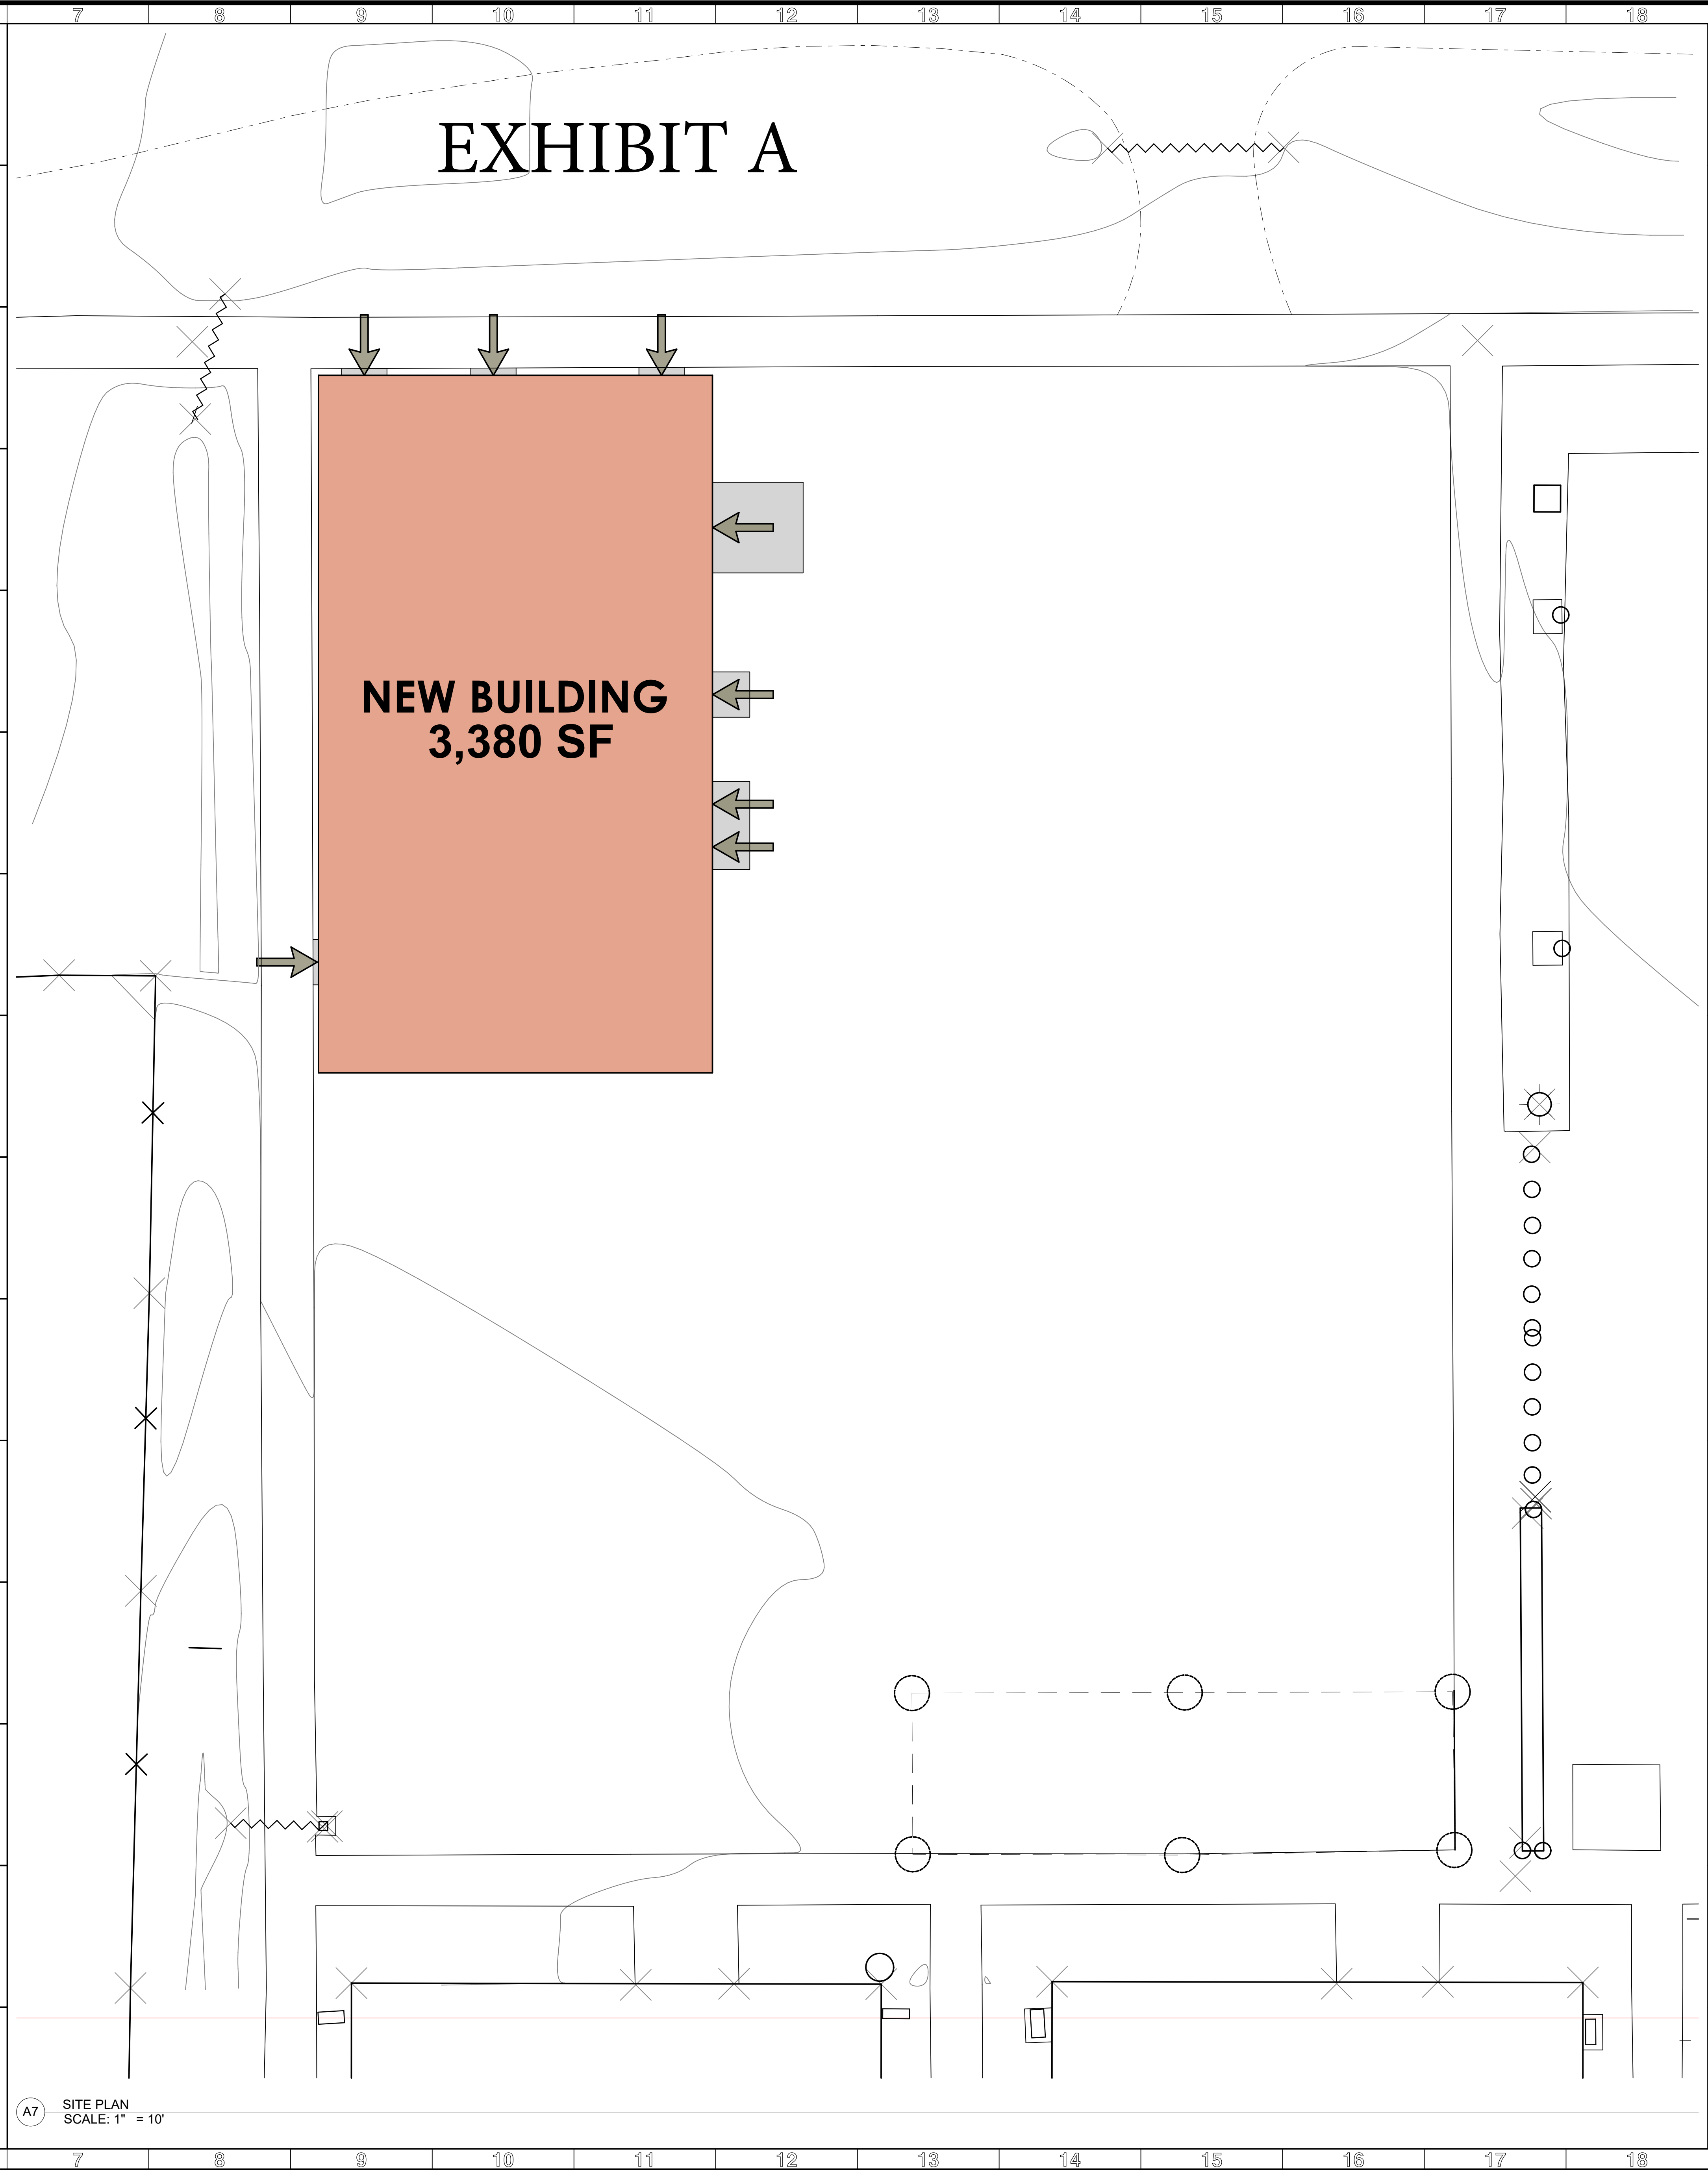 7 8 9 10 11 12 13 14 15 16 17 18
EXHIBIT A
NEW BUILDING
3,380 SF
A7
SITE PLAN
SCALE: 1" = 10'
7 8 9 10 11 12 13 14 15 16 17 18